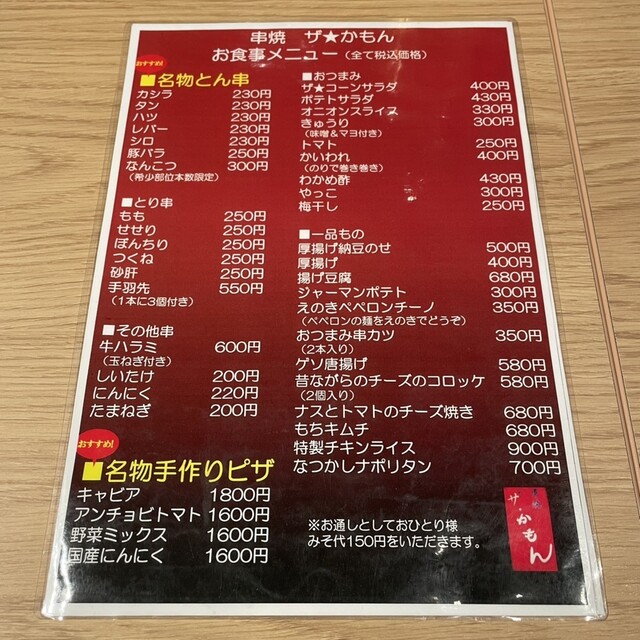 串焼　ザ★かもん
お食事メニュー（全て税込価格）
おすすめ！
■名物とん串
カシラ 230円
タン 230円
ハツ 230円
レバー 230円
シロ 230円
豚バラ 250円
なんこつ 300円
（希少部位本数限定）
■とり串
もも 250円
せせり 250円
ぼんちり 250円
つくね 250円
砂肝 250円
手羽先 550円
（1本に3個付き）
■その他串
牛ハラミ 600円
（玉ねぎ付き）
しいたけ 200円
にんにく 220円
たまねぎ 200円
おすすめ！
■名物手作りピザ
キャビア 1800円
アンチョビトマト 1600円
野菜ミックス 1600円
国産にんにく 1600円
■おつまみ
ザ★コーンサラダ 400円
ポテトサラダ 430円
オニオンスライス 330円
きゅうり 300円
（味噌＆マヨ付き）
トマト 250円
かいわれ 400円
（のりで巻き巻き）
わかめ酢 430円
やっこ 300円
梅干し 250円
■一品もの
厚揚げ納豆のせ 500円
厚揚げ 400円
揚げ豆腐 680円
ジャーマンポテト 300円
えのきペペロンチーノ 350円
（ペペロンの麺をえのきでどうぞ）
おつまみ串カツ 350円
（2本入り）
ゲソ唐揚げ 580円
昔ながらのチーズのコロッケ 580円
（2個入り）
ナスとトマトのチーズ焼き 680円
もちキムチ 680円
特製チキンライス 900円
なつかしナポリタン 700円
※お通しとしておひとり様
みそ代150円をいただきます。
ザ・かもん